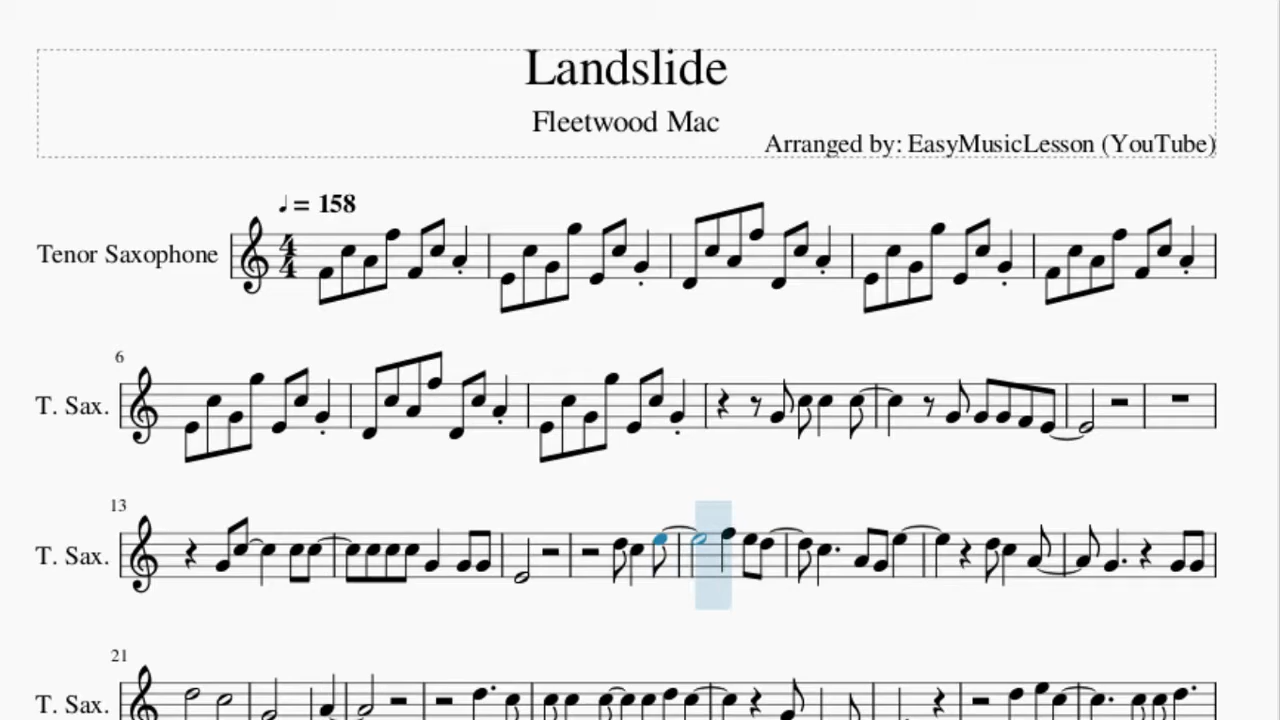 Landslide
Fleetwood Mac
Arranged by: EasyMusicLesson (YouTube)
♩ = 158
Tenor Saxophone
4
4
6
T. Sax.
13
T. Sax.
21
T. Sax.